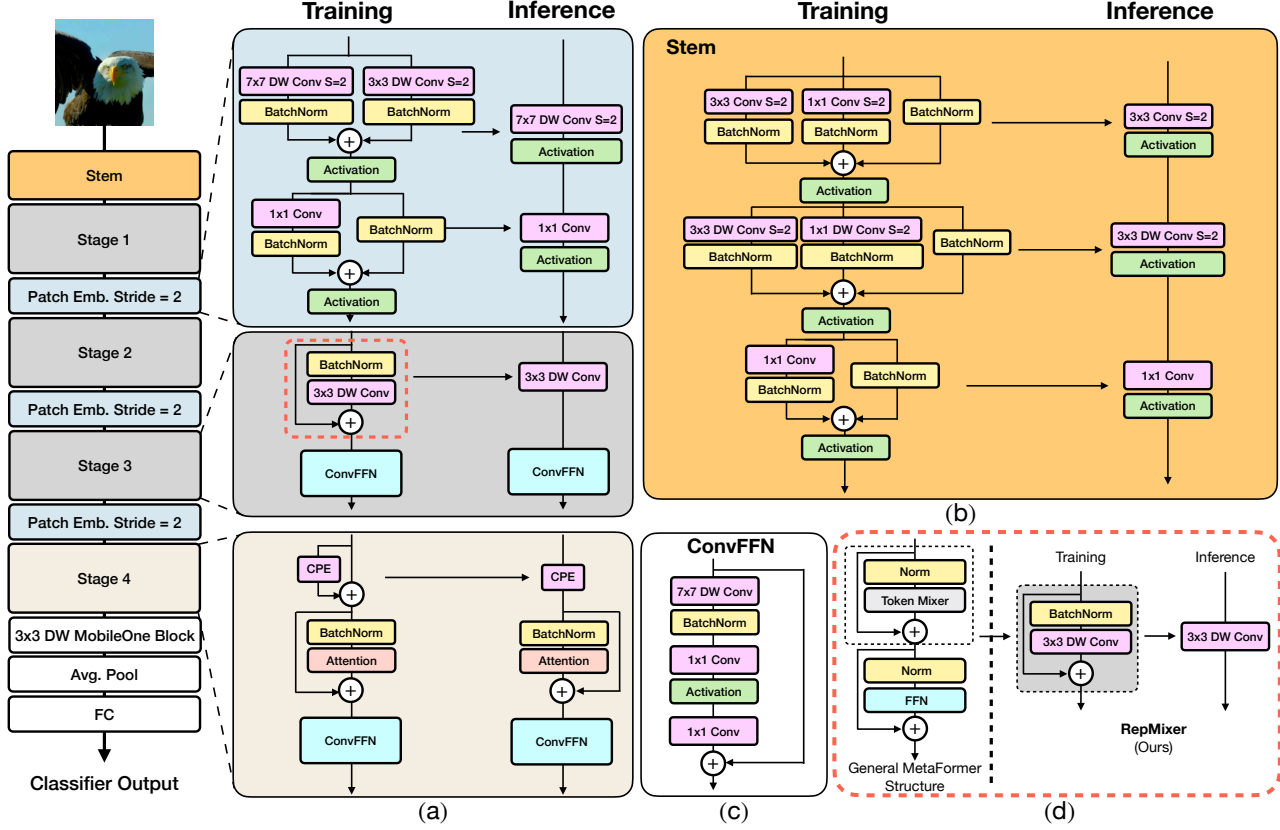 Training
Inference
Training
Inference
Stem
Stage 1
Patch Emb. Stride = 2
Stage 2
Patch Emb. Stride = 2
Stage 3
Patch Emb. Stride = 2
Stage 4
3x3 DW MobileOne Block
Avg. Pool
FC
Classifier Output
7x7 DW Conv S=2
3x3 DW Conv S=2
BatchNorm
BatchNorm
+
Activation
1x1 Conv
BatchNorm
BatchNorm
+
Activation
7x7 DW Conv S=2
Activation
1x1 Conv
Activation
BatchNorm
3x3 DW Conv
+
ConvFFN
3x3 DW Conv
ConvFFN
CPE
+
BatchNorm
Attention
+
ConvFFN
CPE
BatchNorm
Attention
+
ConvFFN
(a)
Stem
3x3 Conv S=2
1x1 Conv S=2
BatchNorm
BatchNorm
BatchNorm
+
Activation
3x3 DW Conv S=2
1x1 DW Conv S=2
BatchNorm
BatchNorm
BatchNorm
+
Activation
1x1 Conv
BatchNorm
BatchNorm
+
Activation
3x3 Conv S=2
Activation
3x3 DW Conv S=2
Activation
1x1 Conv
Activation
(b)
ConvFFN
7x7 DW Conv
BatchNorm
1x1 Conv
Activation
1x1 Conv
+
(c)
Norm
Token Mixer
+
Norm
FFN
+
General MetaFormer
Structure
Training
BatchNorm
3x3 DW Conv
+
Inference
3x3 DW Conv
RepMixer
(Ours)
(d)